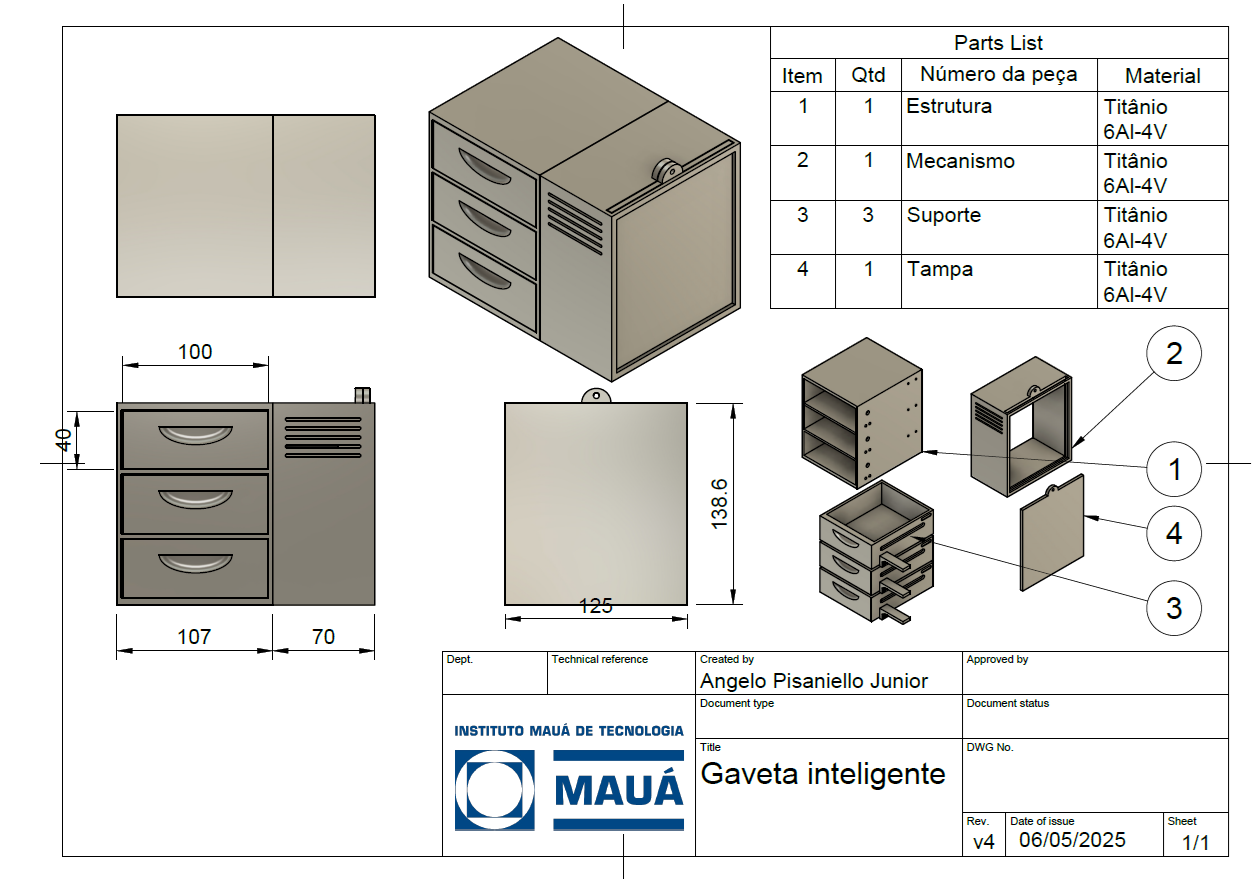 Parts List
Item Qtd Número da peça Material
1 1 Estrutura Titânio
6Al-4V
2 1 Mecanismo Titânio
6Al-4V
3 3 Suporte Titânio
6Al-4V
4 1 Tampa Titânio
6Al-4V
100
40
107 70
138.6
125
2
1
4
3
Dept. Technical reference Created by Approved by
Angelo Pisaniello Junior
Document type Document status
INSTITUTO MAUÁ DE TECNOLOGIA
MAUÁ
Title DWG No.
Gaveta inteligente
Rev. Date of issue Sheet
v4 06/05/2025 1/1